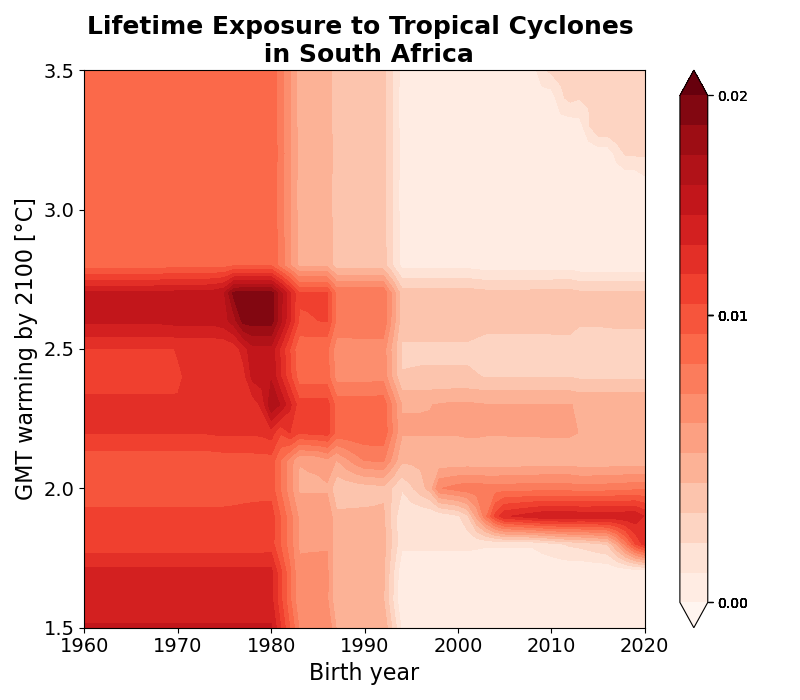 Lifetime Exposure to Tropical Cyclones
in South Africa
3.5
3.0
2.5
2.0
1.5
GMT warming by 2100 [°C]
1960 1970 1980 1990 2000 2010 2020
Birth year
0.02
0.01
0.00